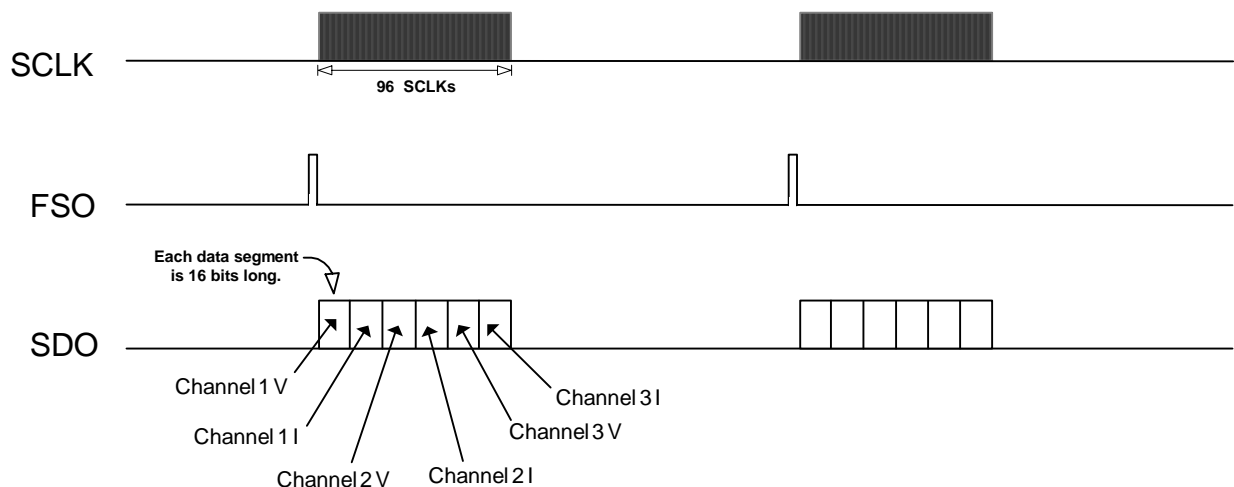 SCLK
96 SCLKs
FSO
Each data segment
is 16 bits long.
SDO
Channel 1 V
Channel 3 I
Channel 1 I
Channel 3 V
Channel 2 V
Channel 2 I